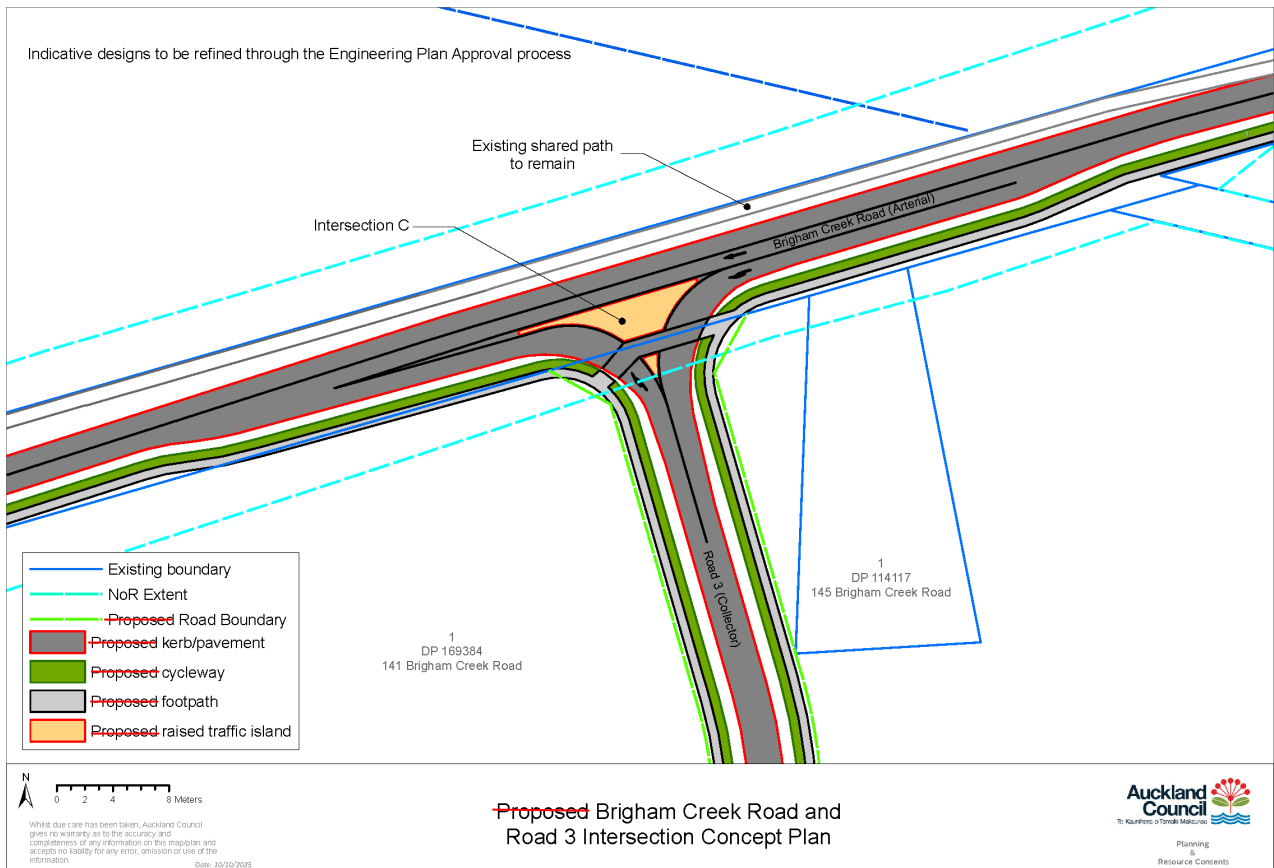 Indicative designs to be refined through the Engineering Plan Approval process
Existing shared path
to remain
Intersection C
Brigham Creek Road (Arterial)
Road 3 (Collector)
1
DP 114117
145 Brigham Creek Road
1
DP 169384
141 Brigham Creek Road
Existing boundary
NoR Extent
Proposed Road Boundary
Proposed kerb/pavement
Proposed cycleway
Proposed footpath
Proposed raised traffic island
N
0 2 4 8 Meters
Whilst due care has been taken, Auckland Council
gives no warranty as to the accuracy and
completeness of any information on this map/plan and
accepts no liability for any error, omission or use of the
information.
Date: 10/10/2025
Proposed Brigham Creek Road and
Road 3 Intersection Concept Plan
Auckland
Council
Te Kaunihera o Tāmaki Makaurau
Planning
&
Resource Consents